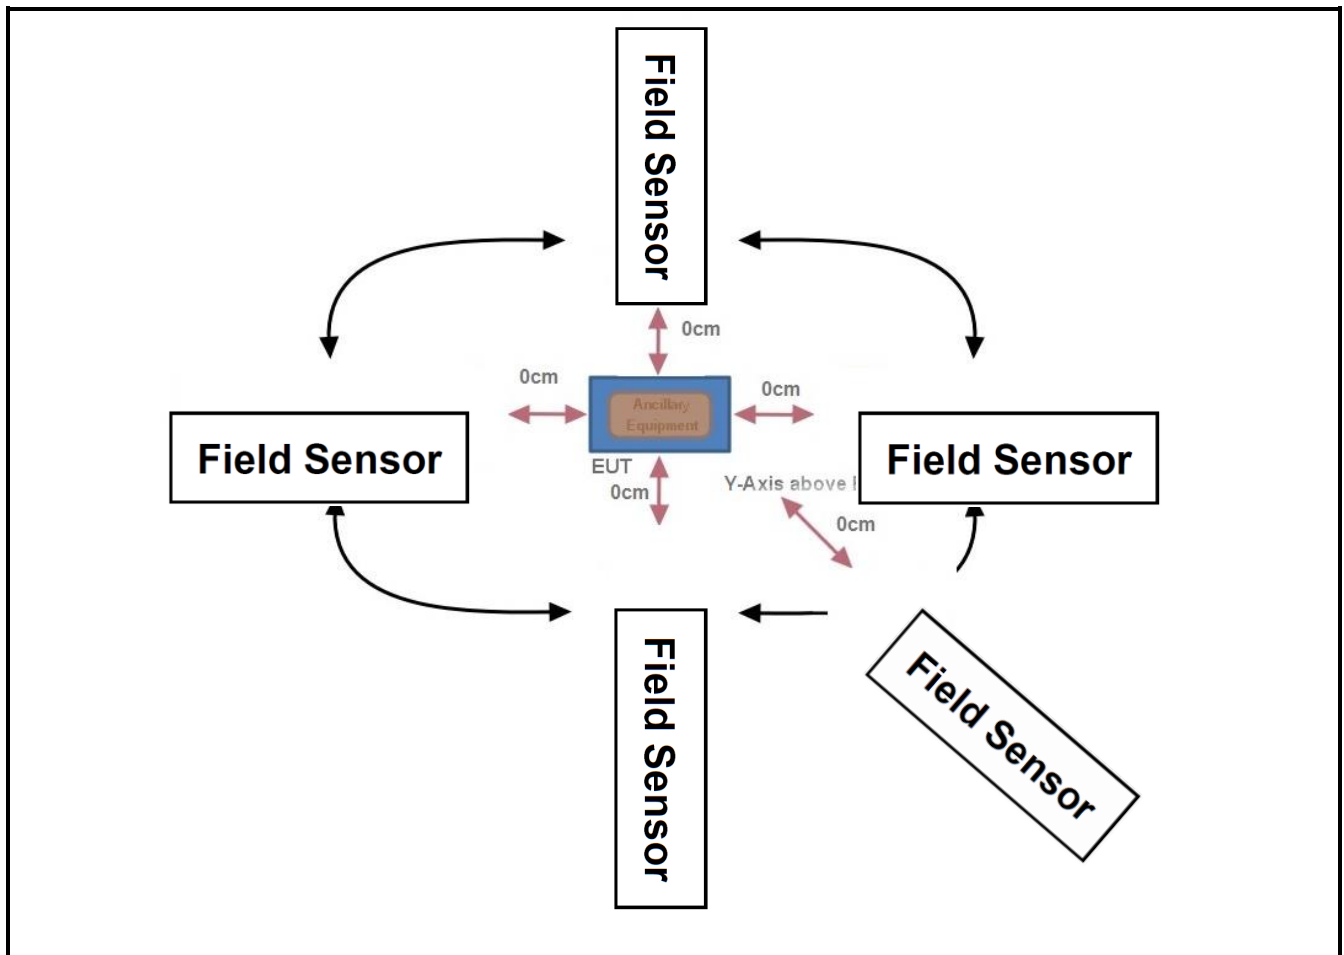 Field Sensor
0cm
0cm
0cm
Ancillary
Equipment
Field Sensor
EUT
0cm
Y-Axis above
Field Sensor
0cm
Field Sensor
Field Sensor